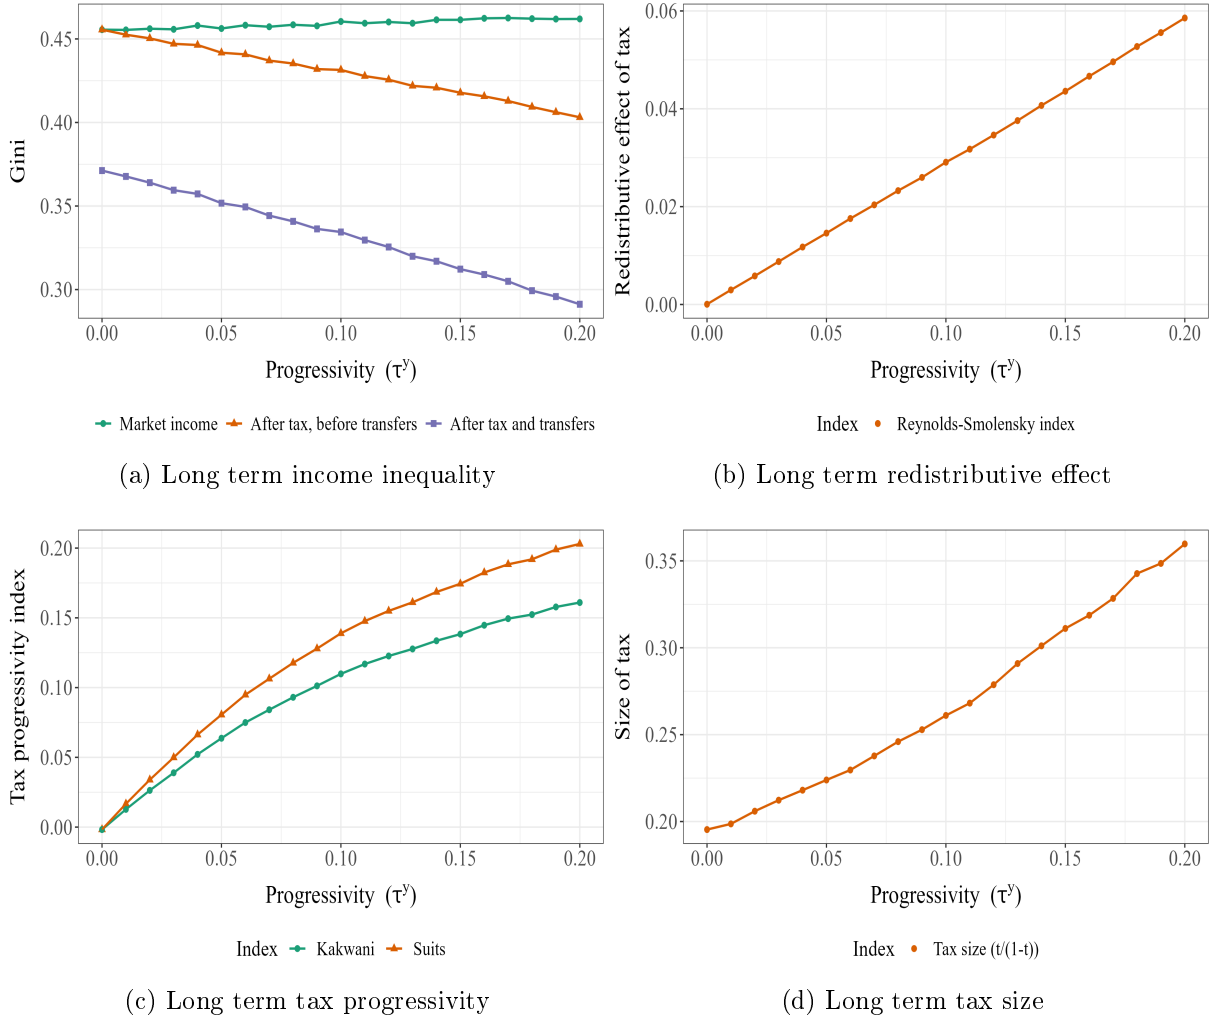 Gini
0.45
0.40
0.35
0.30
0.00 0.05 0.10 0.15 0.20
Progressivity (τ^y)
Market income After tax, before transfers After tax and transfers
(a) Long term income inequality
Redistributive effect of tax
0.06
0.04
0.02
0.00
0.00 0.05 0.10 0.15 0.20
Progressivity (τ^y)
Index Reynolds-Smolensky index
(b) Long term redistributive effect
Tax progressivity index
0.20
0.15
0.10
0.05
0.00
0.00 0.05 0.10 0.15 0.20
Progressivity (τ^y)
Index Kakwani Suits
(c) Long term tax progressivity
Size of tax
0.35
0.30
0.25
0.20
0.00 0.05 0.10 0.15 0.20
Progressivity (τ^y)
Index Tax size (t/(1-t))
(d) Long term tax size